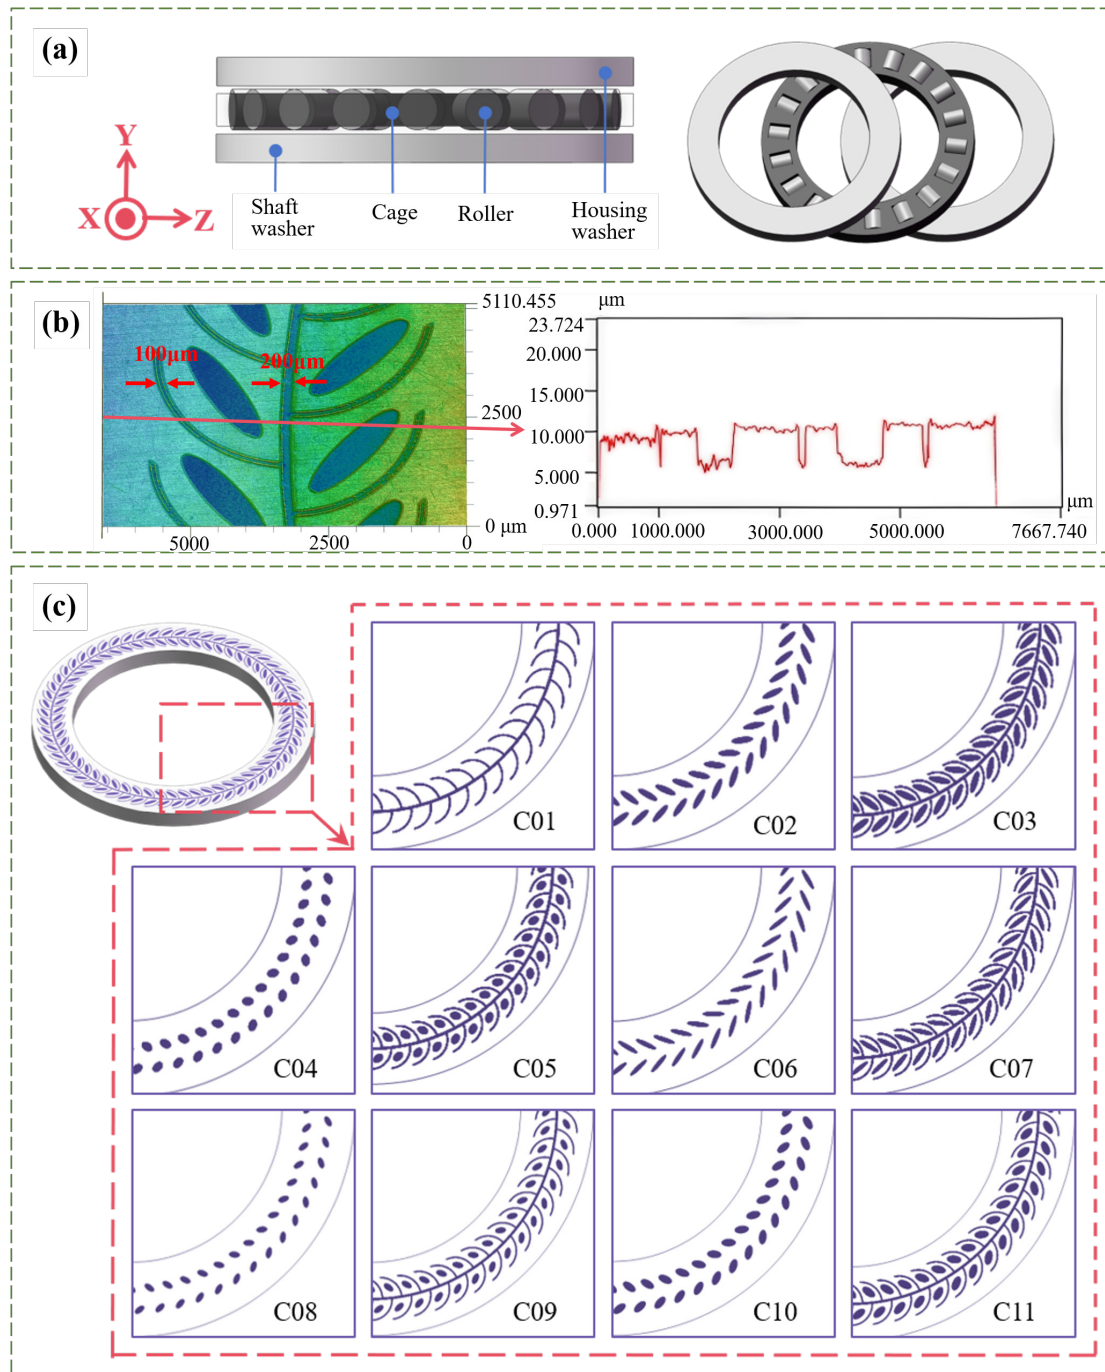 (a)
Y
X
Z
Shaft
washer
Cage
Roller
Housing
washer
(b)
100μm
200μm
5110.455
2500
0 μm
5000
2500
0
μm
23.724
20.000
15.000
10.000
5.000
0.971
μm
0.000
1000.000
3000.000
5000.000
7667.740
(c)
C01
C02
C03
C04
C05
C06
C07
C08
C09
C10
C11